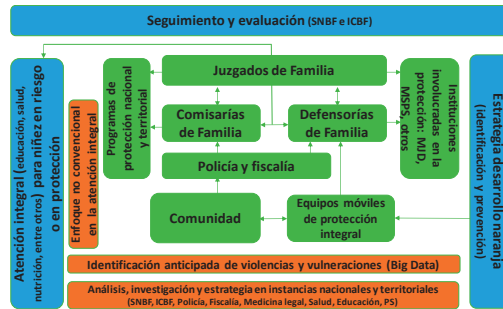 Seguimiento y evaluación (SNBF e ICBF)
Atención integral (educación, salud,
nutrición, entre otros) para niñez en riesgo
o en protección
Enfoque no convencional
en la atención integral
Programas de
protección nacional
y territorial
Juzgados de Familia
Comisarías
de Familia
Defensorías
de Familia
Policía y fiscalía
Comunidad
Equipos móviles
de protección
integral
Instituciones
involucradas en la
protección: MJD,
MSPS, otros
Estrategia desarrollo naranja
(identificación y prevención)
Identificación anticipada de violencias y vulneraciones (Big Data)
Análisis, investigación y estrategia en instancias nacionales y territoriales
(SNBF, ICBF, Policía, Fiscalía, Medicina legal, Salud, Educación, PS)